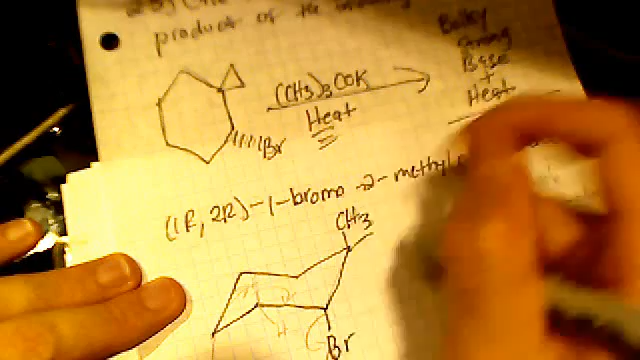 product of the
(CH3)3COK
Heat
Bulky
strong
Base
+
Heat
Br
(1R, 2R)-1-bromo-2-methyl
CH3
Br